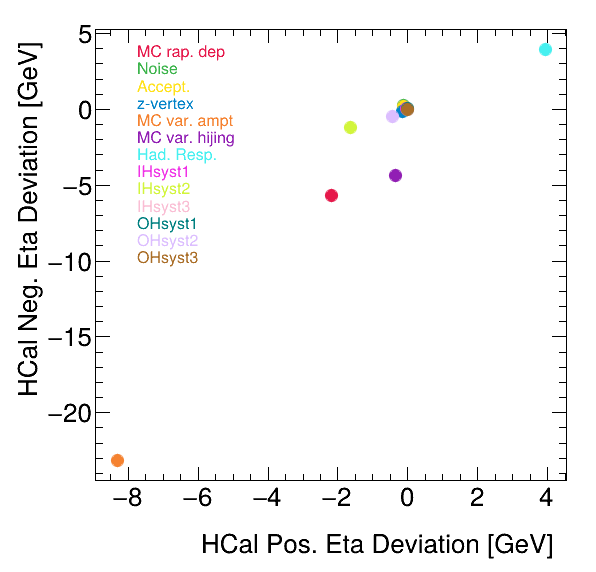 HCal Neg. Eta Deviation [GeV]
5
0
−5
−10
−15
−20
MC rap. dep
Noise
Accept.
z-vertex
MC var. ampt
MC var. hijing
Had. Resp.
IHsyst1
IHsyst2
IHsyst3
OHsyst1
OHsyst2
OHsyst3
−8 −6 −4 −2 0 2 4
HCal Pos. Eta Deviation [GeV]